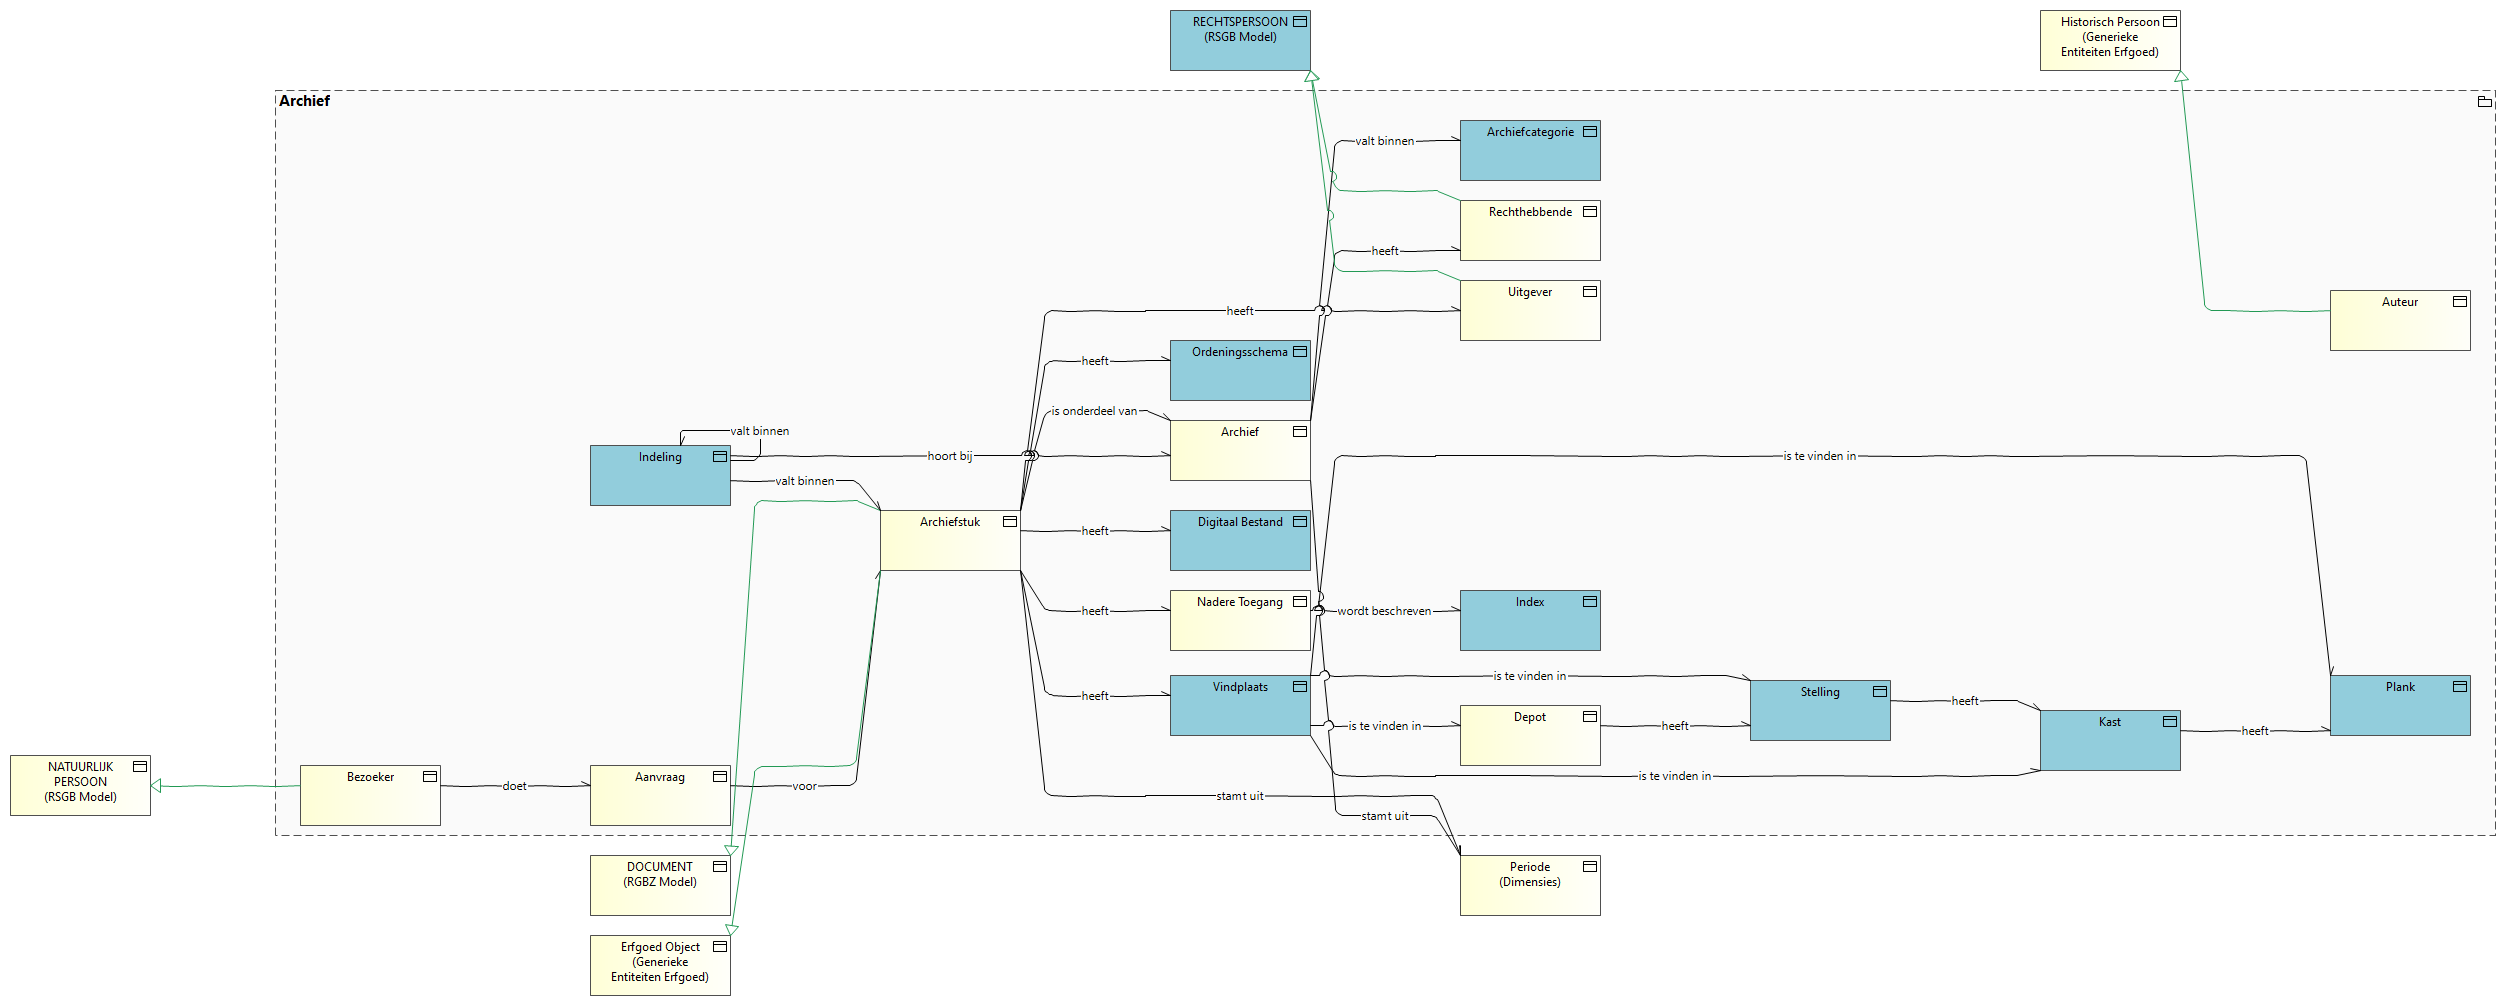 RECHTSPERSOON
(RSGB Model)
Historisch Persoon
(Generieke
Entiteiten Erfgoed)
Archief
valt binnen
Archiefcategorie
Rechthebbende
heeft
Uitgever
heeft
Auteur
Ordeningsschema
heeft
is onderdeel van
Archief
valt binnen
Indeling
hoort bij
is te vinden in
valt binnen
Archiefstuk
heeft
Digitaal Bestand
heeft
Nadere Toegang
wordt beschreven
Index
heeft
Vindplaats
is te vinden in
Stelling
heeft
Plank
is te vinden in
Depot
heeft
Kast
heeft
is te vinden in
NATUURLIJK
PERSOON
(RSGB Model)
Bezoeker
doet
Aanvraag
voor
stamt uit
stamt uit
DOCUMENT
(RGBZ Model)
Periode
(Dimensies)
Erfgoed Object
(Generieke
Entiteiten Erfgoed)